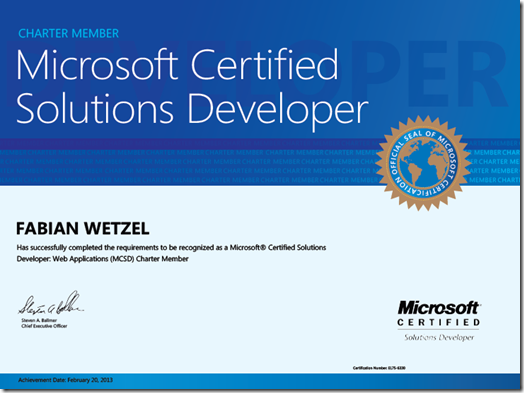 CHARTER MEMBER
Microsoft Certified
Solutions Developer
OFFICIAL SEAL OF MICROSOFT CERTIFICATION
FABIAN WETZEL
Has successfully completed the requirements to be recognized as a Microsoft® Certified Solutions
Developer: Web Applications (MCSD) Charter Member
Steven A. Ballmer
Chief Executive Officer
Microsoft
CERTIFIED
Solutions Developer
Certification Number:
Achievement Date: February 20, 2013